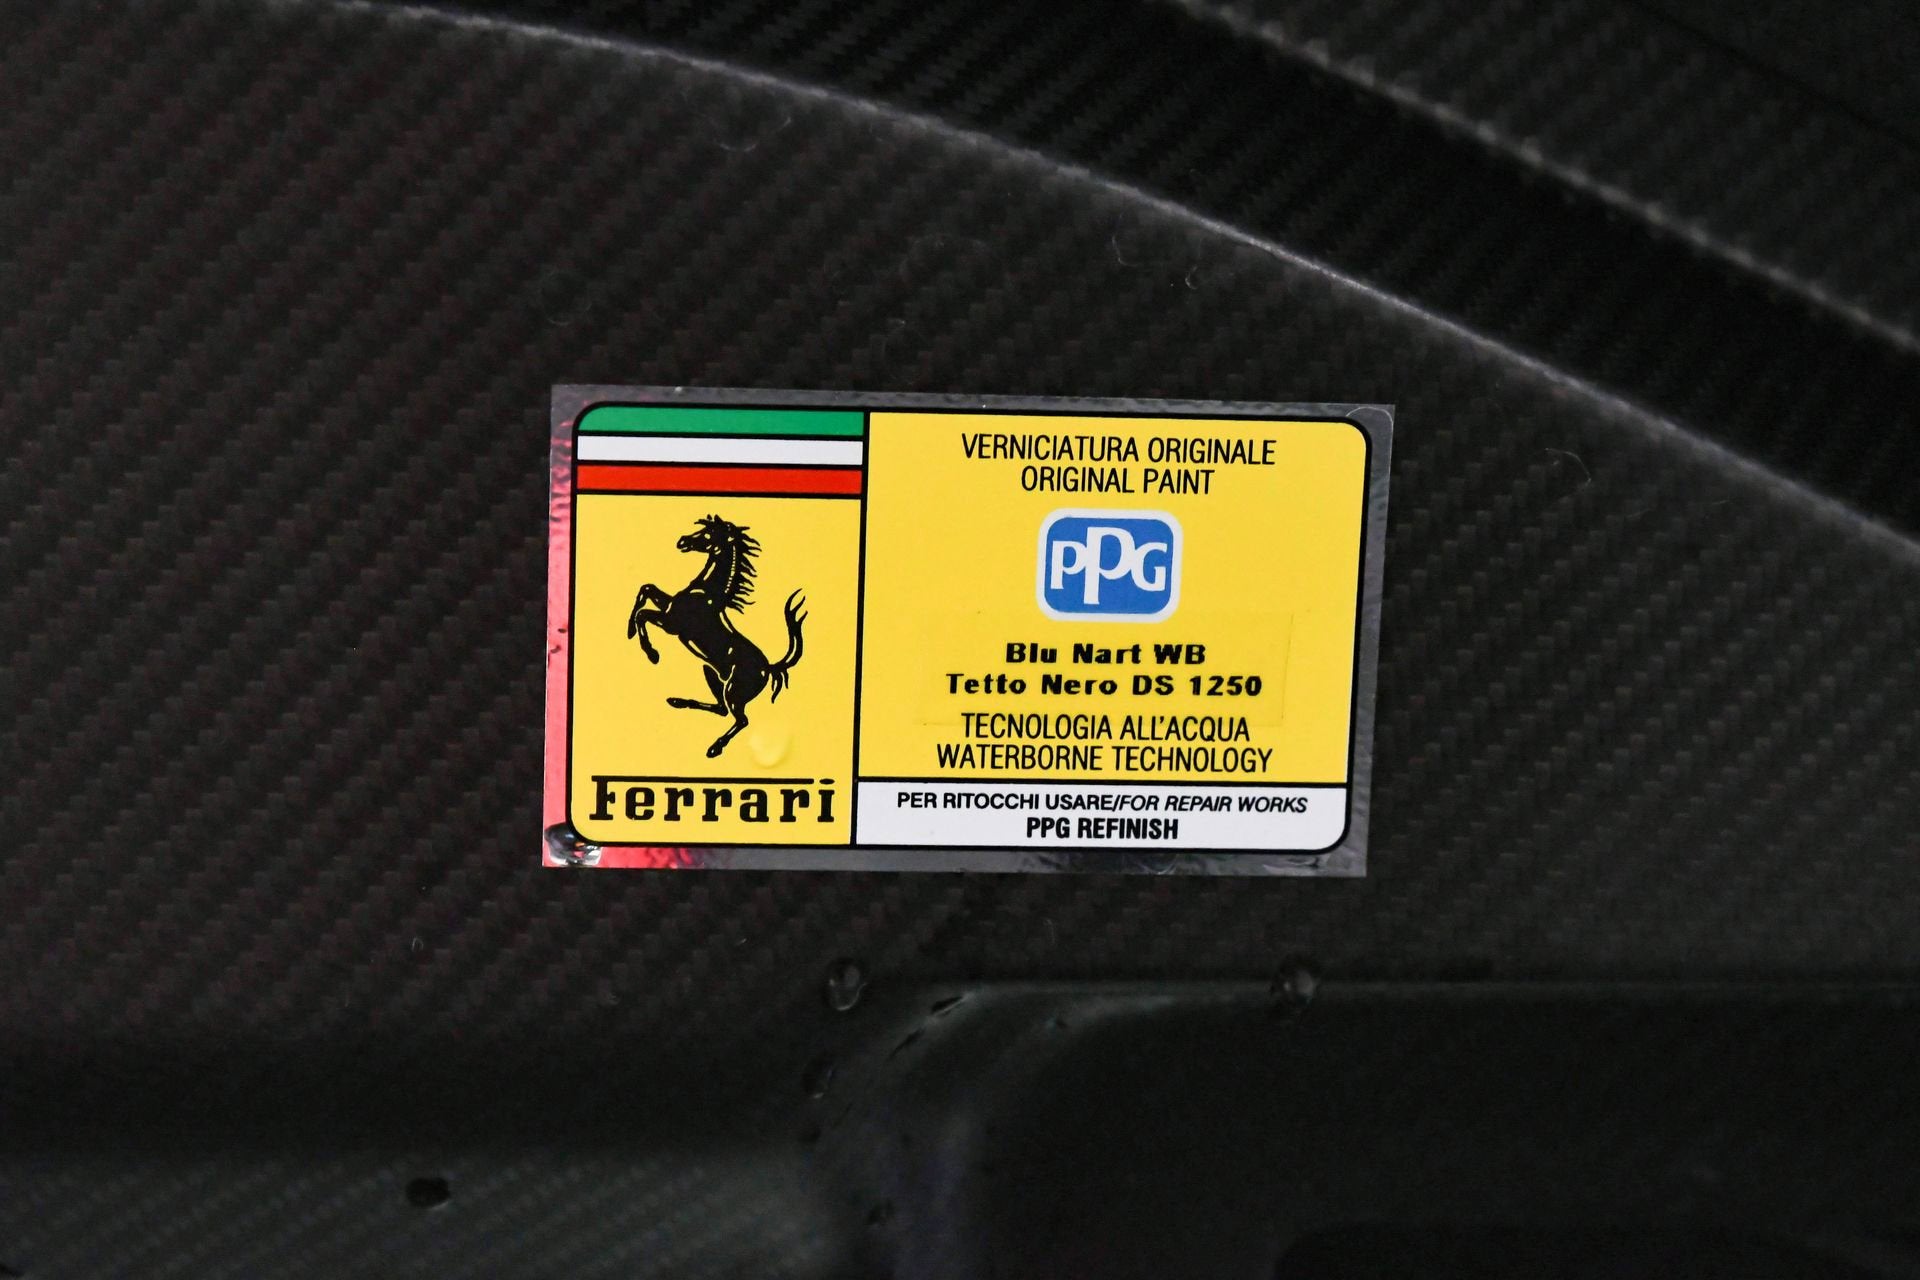 VERNICIATURA ORIGINALE
ORIGINAL PAINT
PPG
Blu Nart WB
Tetto Nero DS 1250
TECNOLOGIA ALL'ACQUA
WATERBORNE TECHNOLOGY
Ferrari
PER RITOCCHI USARE/FOR REPAIR WORKS
PPG REFINISH